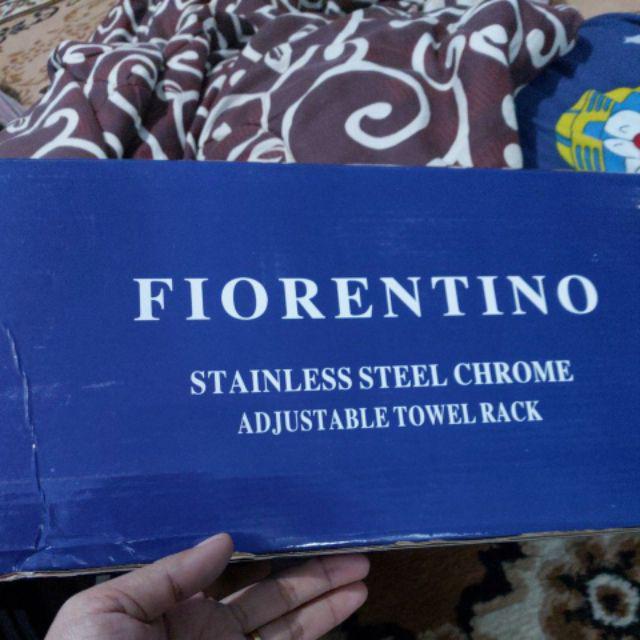 FIORENTINO
STAINLESS STEEL CHROME
ADJUSTABLE TOWEL RACK